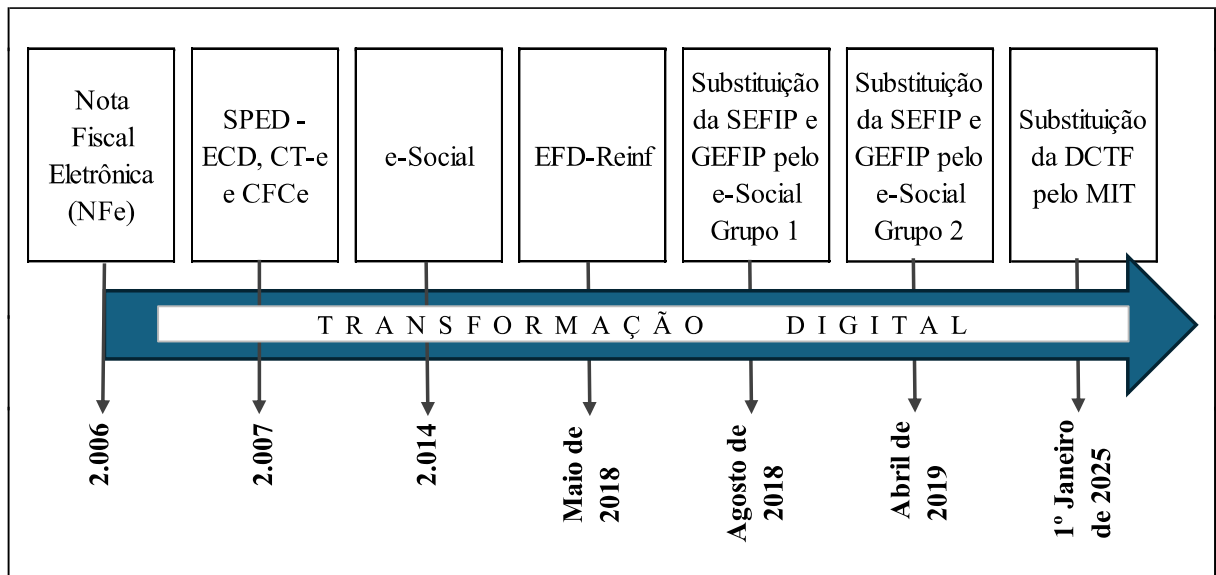 Nota
Fiscal
Eletrônica
(NFe)
SPED -
ECD, CT-e
e CFCe
e-Social
EFD-Reinf
Substituição
da SEFIP e
GEFIP pelo
e-Social
Grupo 1
Substituição
da SEFIP e
GEFIP pelo
e-Social
Grupo 2
Substituição
da DCTF
pelo MIT
TRANSFORMAÇÃO DIGITAL
2.006
2.007
2.014
Maio de
2018
Agosto de
2018
Abril de
2019
1º Janeiro
de 2025